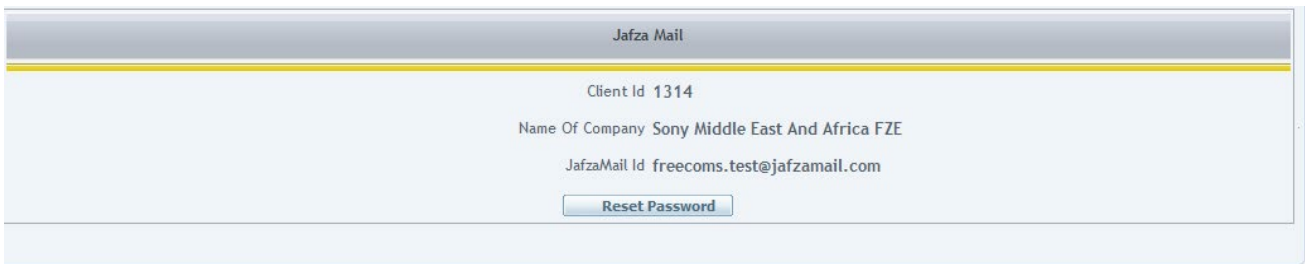 Jafza Mail
Client Id 1314
Name Of Company Sony Middle East And Africa FZE
JafzaMail Id freecoms.test@jafzamail.com
Reset Password